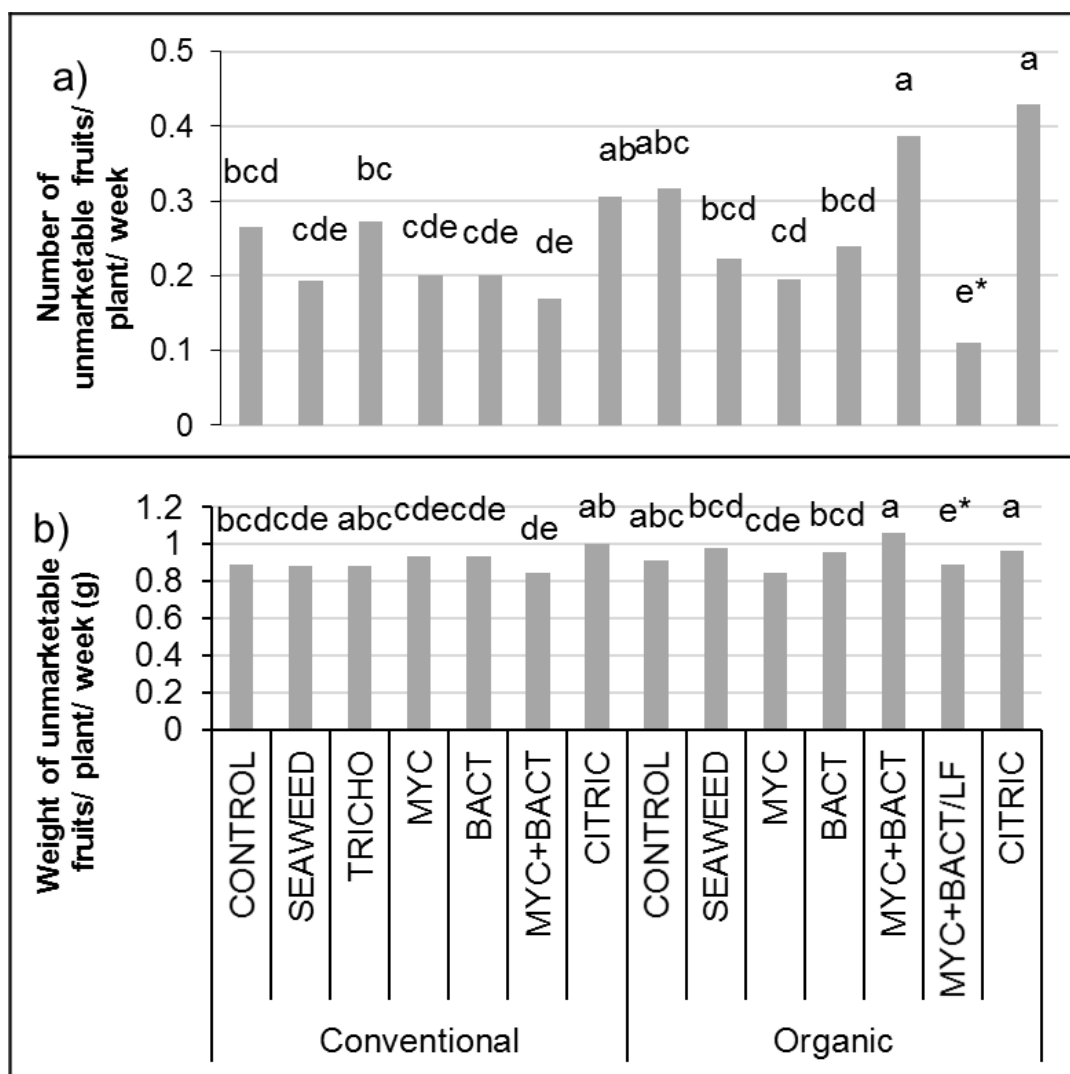 a)
Number of
unmarketable fruits/
plant/ week
0.5
0.4
0.3
0.2
0.1
0
bcd
cde
bc
cde
cde
de
ab
abc
bcd
cd
bcd
a
e*
a
b)
Weight of unmarketable
fruits/ plant/ week (g)
1.2
1
0.8
0.6
0.4
0.2
0
bcd
cde
abc
cde
cde
de
ab
abc
bcd
cde
bcd
a
e*
a
CONTROL
SEAWEED
TRICHO
MYC
BACT
MYC+BACT
CITRIC
CONTROL
SEAWEED
MYC
BACT
MYC+BACT
MYC+BACT/LF
CITRIC
Conventional
Organic